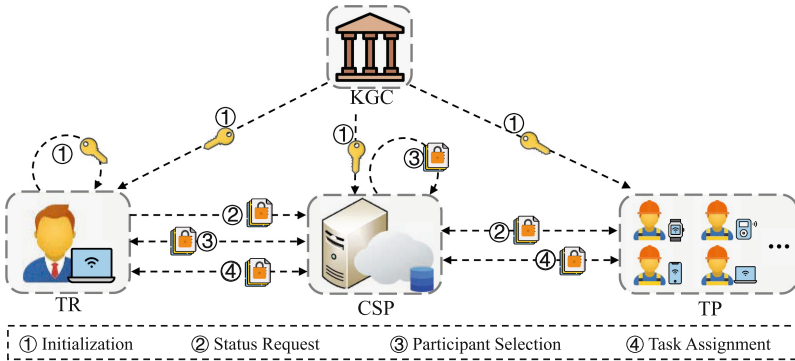 KGC
①
①
①
①
③
②
③
④
②
④
TR
CSP
TP
① Initialization ② Status Request ③ Participant Selection ④ Task Assignment